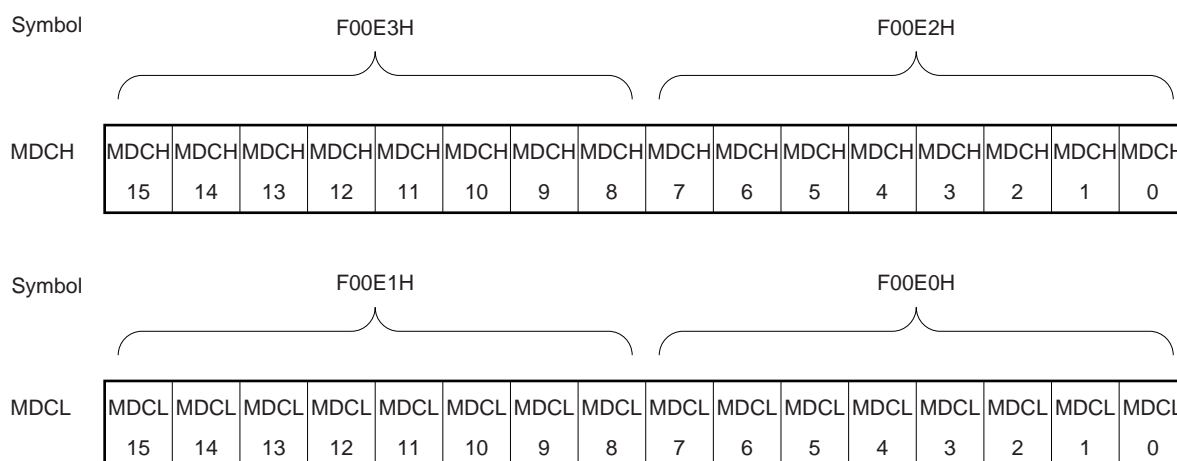 Symbol F00E3H F00E2H
MDCH MDCH MDCH MDCH MDCH MDCH MDCH MDCH MDCH MDCH MDCH MDCH MDCH MDCH MDCH MDCH MDCH
15 14 13 12 11 10 9 8 7 6 5 4 3 2 1 0
Symbol F00E1H F00E0H
MDCL MDCL MDCL MDCL MDCL MDCL MDCL MDCL MDCL MDCL MDCL MDCL MDCL MDCL MDCL MDCL MDCL
15 14 13 12 11 10 9 8 7 6 5 4 3 2 1 0